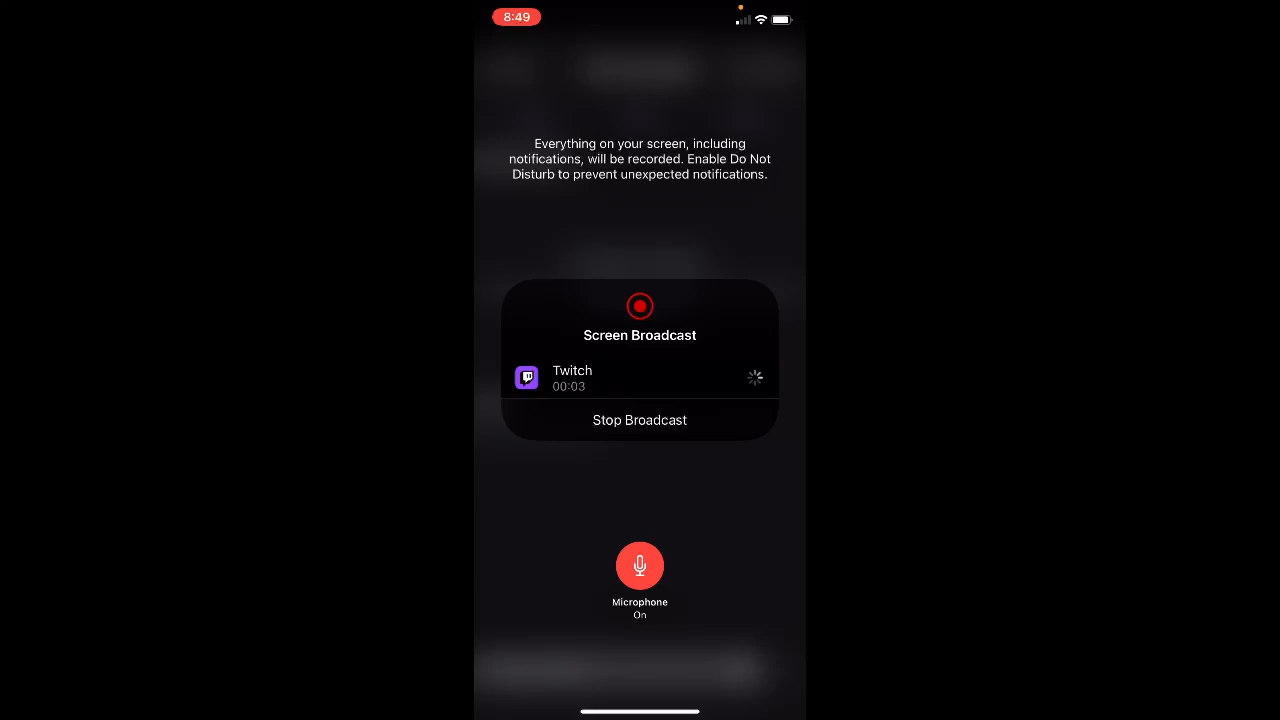 8:49
Everything on your screen, including
notifications, will be recorded. Enable Do Not
Disturb to prevent unexpected notifications.
Screen Broadcast
Twitch
00:03
Stop Broadcast
Microphone
On